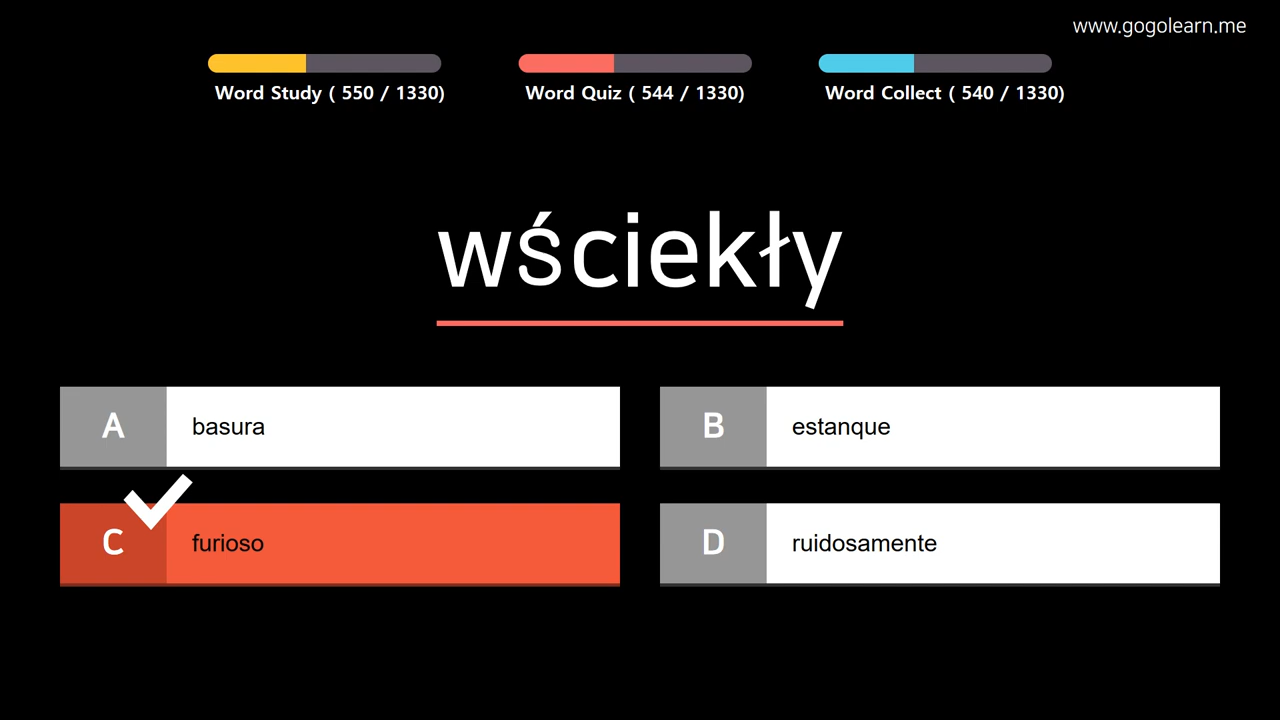 www.gogolearn.me
Word Study ( 550 / 1330)
Word Quiz ( 544 / 1330)
Word Collect ( 540 / 1330)
wściekły
A
basura
B
estanque
C
furioso
D
ruidosamente